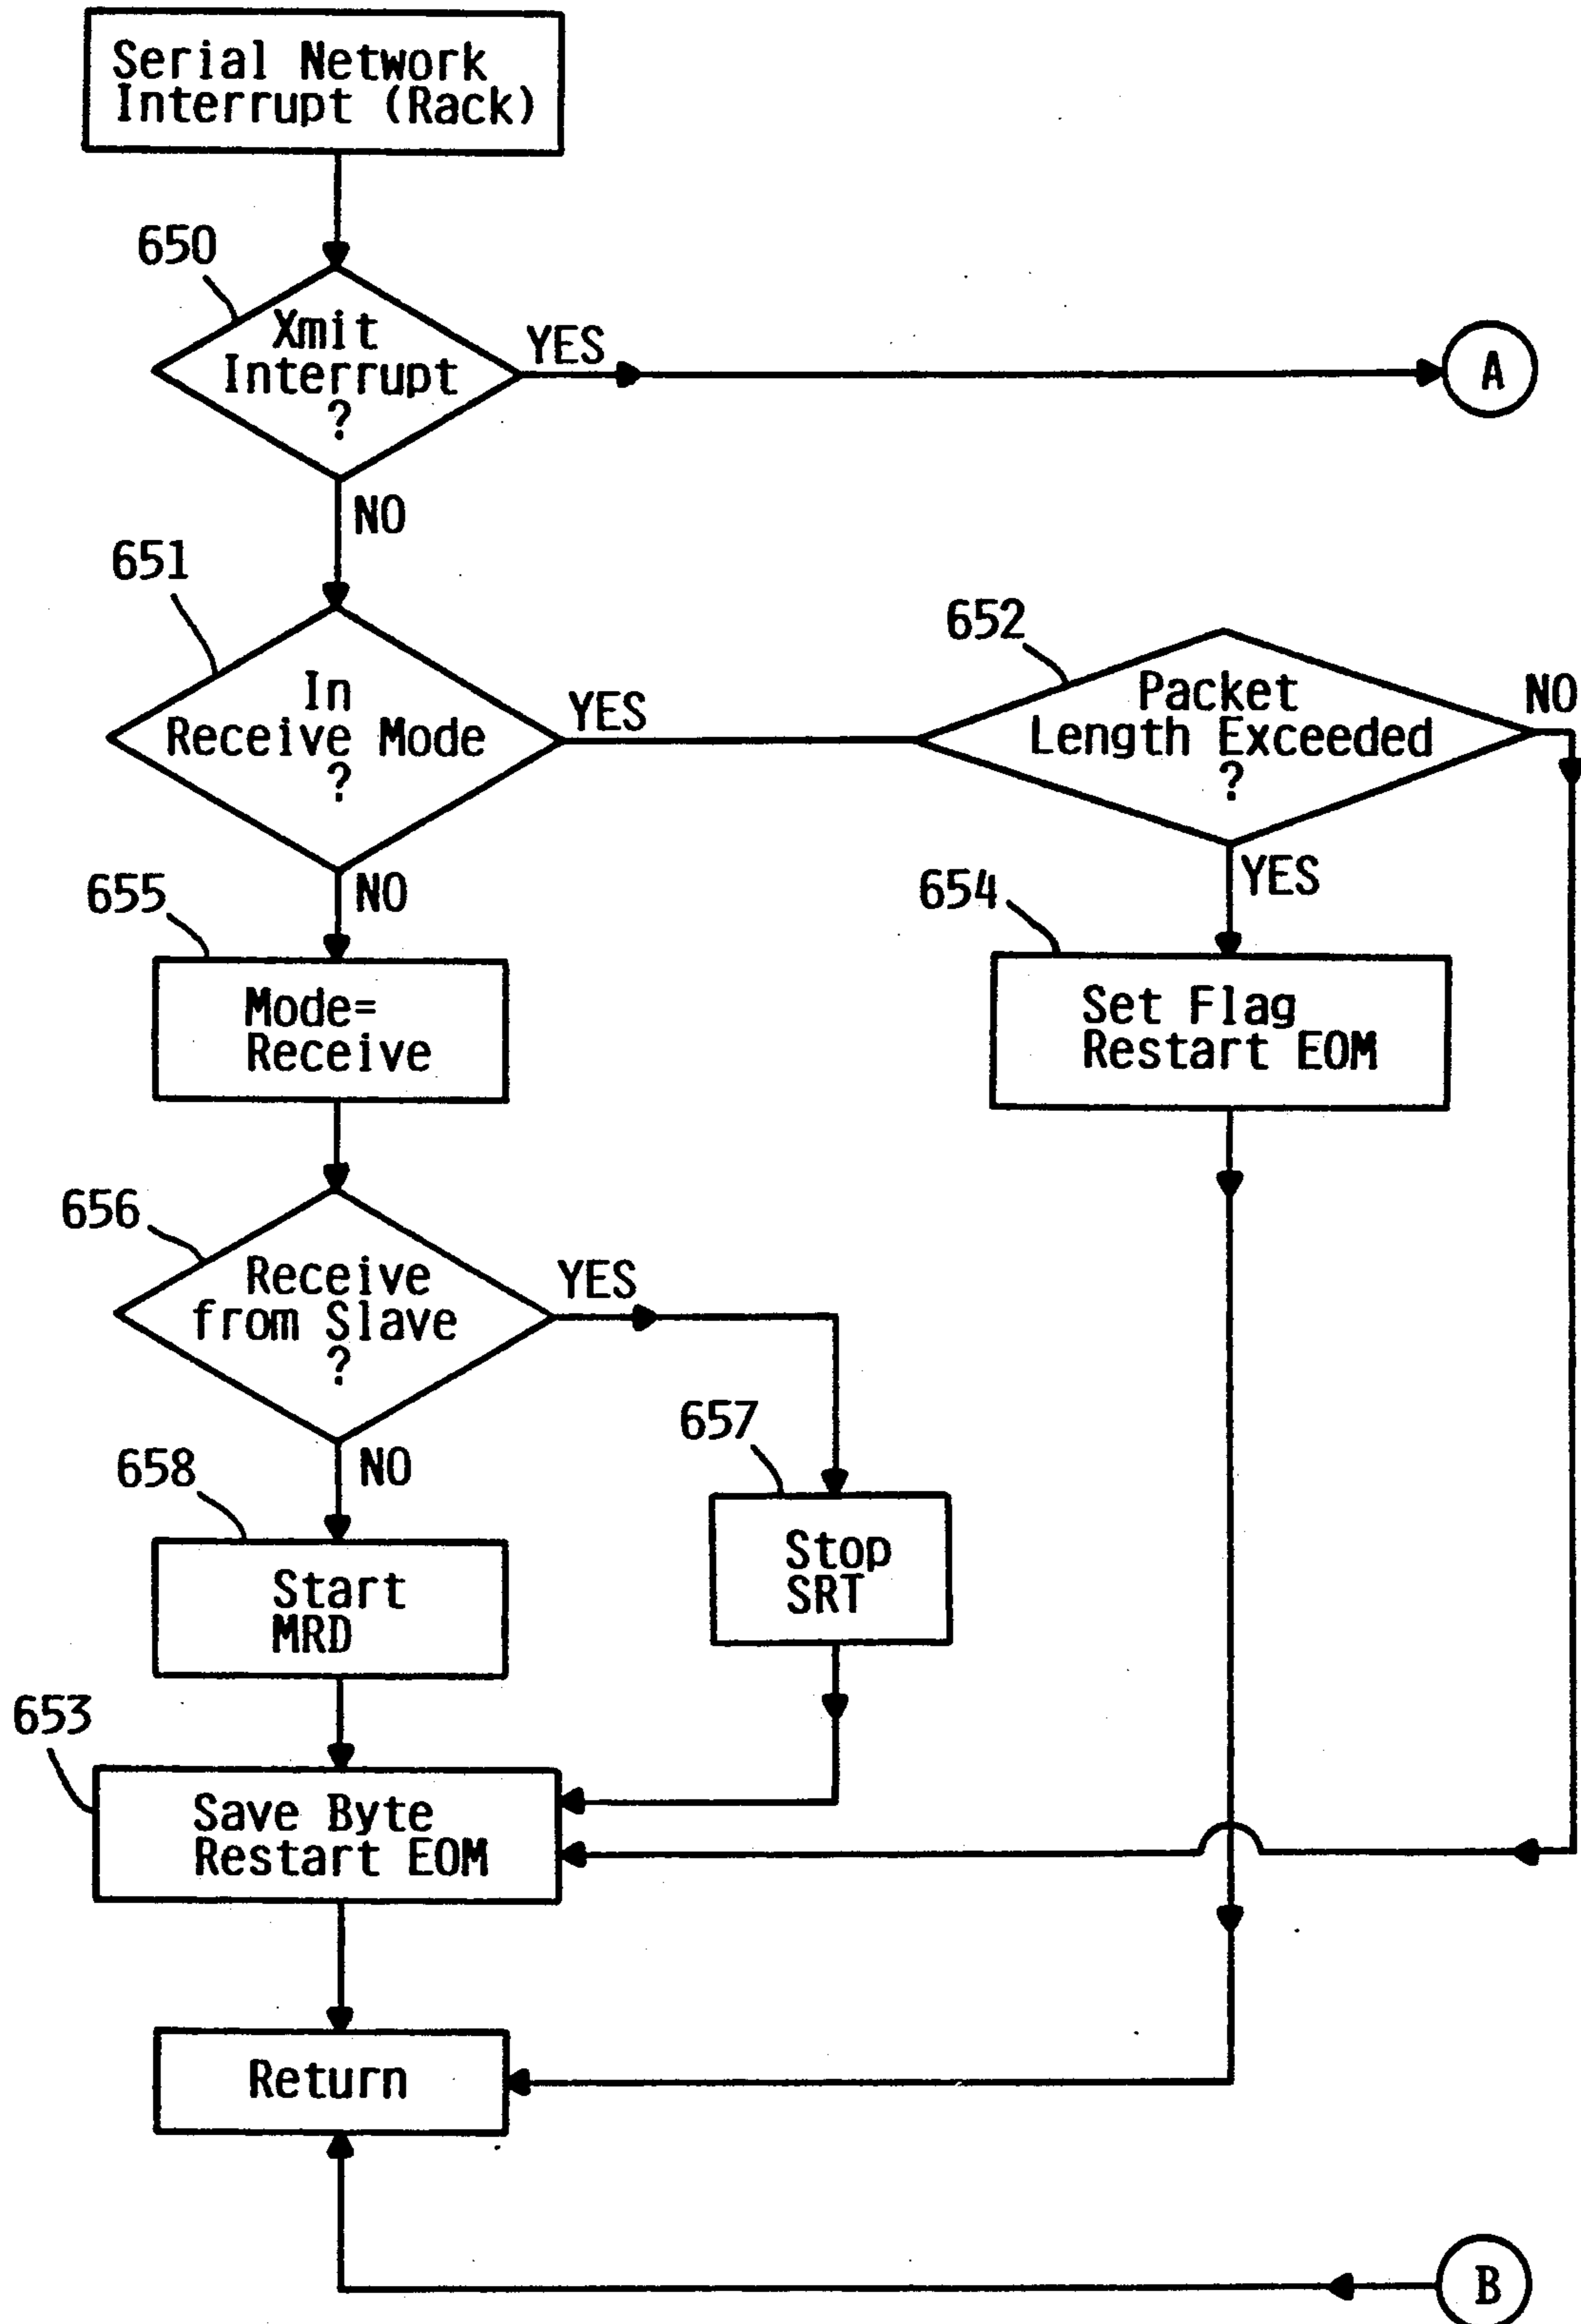 Serial Network
Interrupt (Rack)
650
Xmit
Interrupt
?
YES
A
NO
651
In
Receive Mode
?
YES
652
Packet
Length Exceeded
?
NO
YES
NO
655
Mode=
Receive
654
Set Flag
Restart EOM
656
Receive
from Slave
?
YES
NO
657
Stop
SRT
658
Start
MRD
653
Save Byte
Restart EOM
Return
B